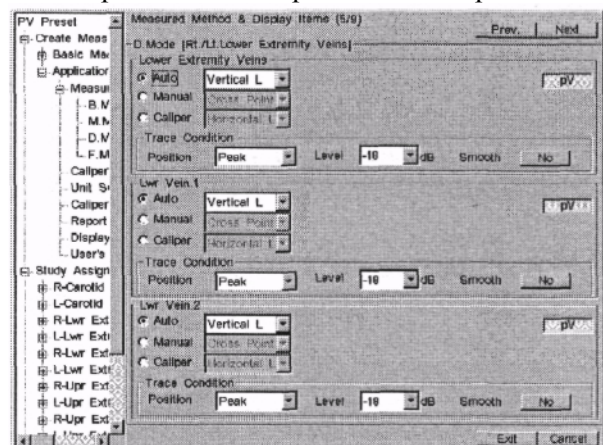 PV Preset
Create Meas
Basic Mea
Application
Measur
B.M
M.M
D.M
F.M
Caliper
Unit S
Caliper
Report
Display
User's
Study Assign
R-Carotid
L-Carotid
R-Lwr Ext
L-Lwr Ext
R-Lwr Ext
L-Lwr Ext
R-Upr Ext
L-Upr Ext
R-Upr Ext
Measured Method & Display Items (5/9)
Prev. Next
D.Mode [Rt./Lt.Lower Extremity Veins]
Lower Extremity Veins
Auto Vertical L pV
Manual Cross Point
Caliper Horizontal L
Trace Condition
Position Peak Level -18 dB Smooth No
Lwr Vein.1
Auto Vertical L pV
Manual Cross Point
Caliper Horizontal L
Trace Condition
Position Peak Level -18 dB Smooth No
Lwr Vein.2
Auto Vertical L pV
Manual Cross Point
Caliper Horizontal L
Trace Condition
Position Peak Level -18 dB Smooth No
Exit Cancel